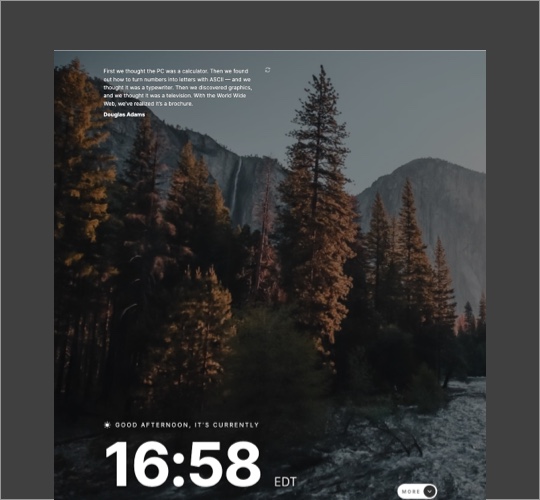 First we thought the PC was a calculator. Then we found
out how to turn numbers into letters with ASCII — and we
thought it was a typewriter. Then we discovered graphics,
and we thought it was a television. With the World Wide
Web, we've realized it's a brochure.
Douglas Adams
GOOD AFTERNOON, IT'S CURRENTLY
16:58 EDT
MORE